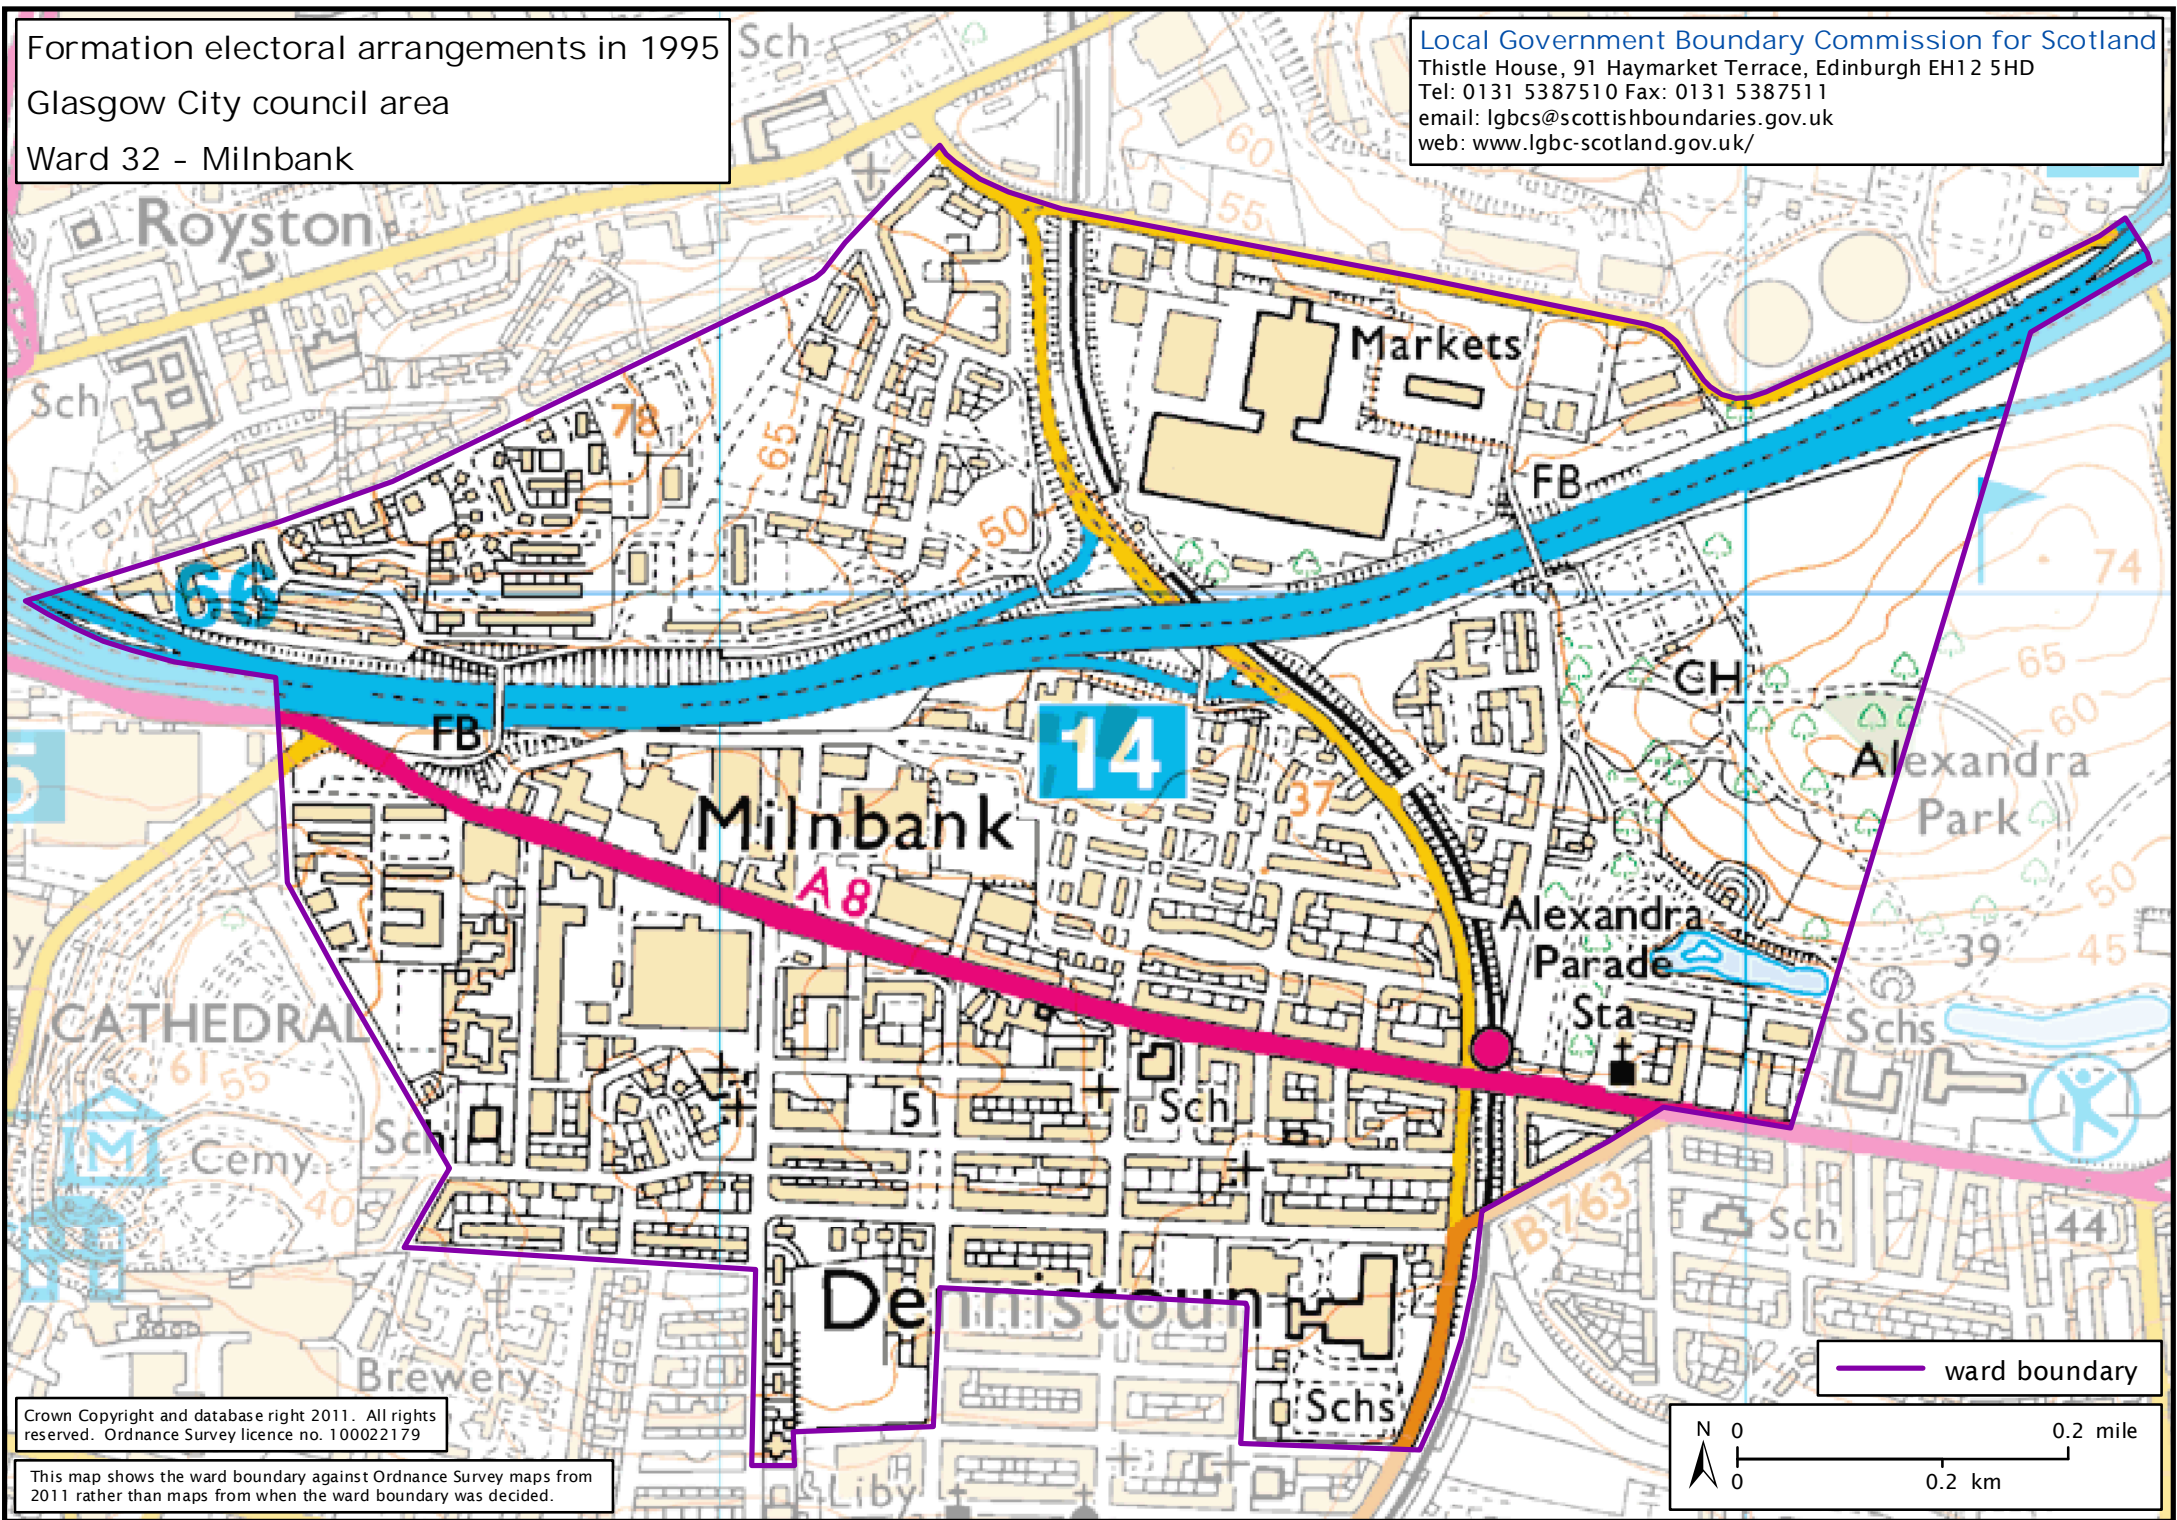 Formation electoral arrangements in 1995
Glasgow City council area
Ward 32 - Milnbank
Local Government Boundary Commission for Scotland
Thistle House, 91 Haymarket Terrace, Edinburgh EH12 5HD
Tel: 0131 5387510 Fax: 0131 5387511
email: lgbcs@scottishboundaries.gov.uk
web: www.lgbc-scotland.gov.uk/
Sch
60
55
Royston
Markets
Sch
78
65
FB
50
74
66
CH
65
60
FB
14
Alexandra
Park
37
Milnbank
A 8
50
Alexandra
Parade
Sta
39
45
y
CATHEDRAL
Schs
61
55
51
Sch
M
Cemy
Sch
40
B 763
Sch
44
Dennistoun
Brewery
Schs
Liby
ward boundary
N
0
0.2 mile
0
0.2 km
Crown Copyright and database right 2011. All rights
reserved. Ordnance Survey licence no. 100022179
This map shows the ward boundary against Ordnance Survey maps from
2011 rather than maps from when the ward boundary was decided.